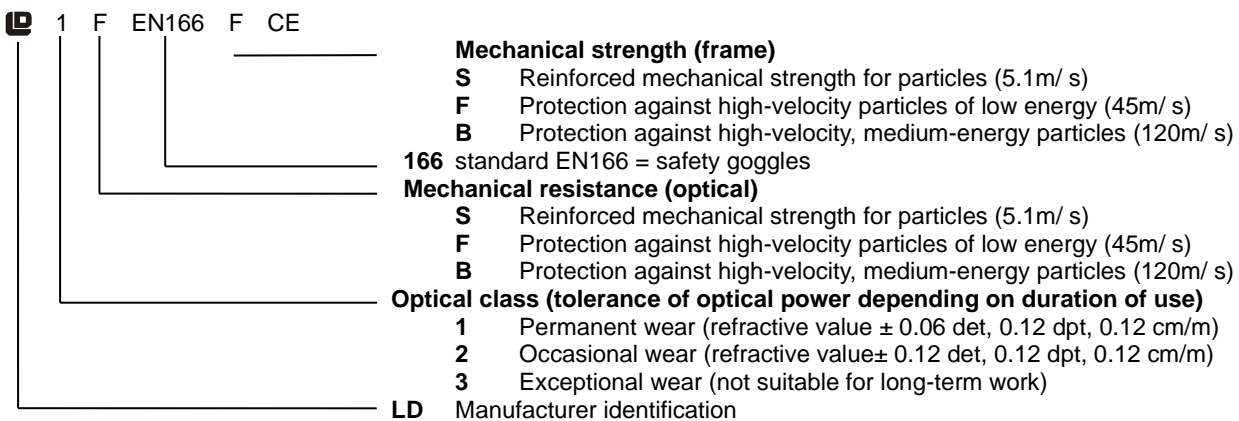 LD 1 F EN166 F CE
Mechanical strength (frame)
S Reinforced mechanical strength for particles (5.1m/ s)
F Protection against high-velocity particles of low energy (45m/ s)
B Protection against high-velocity, medium-energy particles (120m/ s)
166 standard EN166 = safety goggles
Mechanical resistance (optical)
S Reinforced mechanical strength for particles (5.1m/ s)
F Protection against high-velocity particles of low energy (45m/ s)
B Protection against high-velocity, medium-energy particles (120m/ s)
Optical class (tolerance of optical power depending on duration of use)
1 Permanent wear (refractive value ± 0.06 det, 0.12 dpt, 0.12 cm/m)
2 Occasional wear (refractive value± 0.12 det, 0.12 dpt, 0.12 cm/m)
3 Exceptional wear (not suitable for long-term work)
LD Manufacturer identification